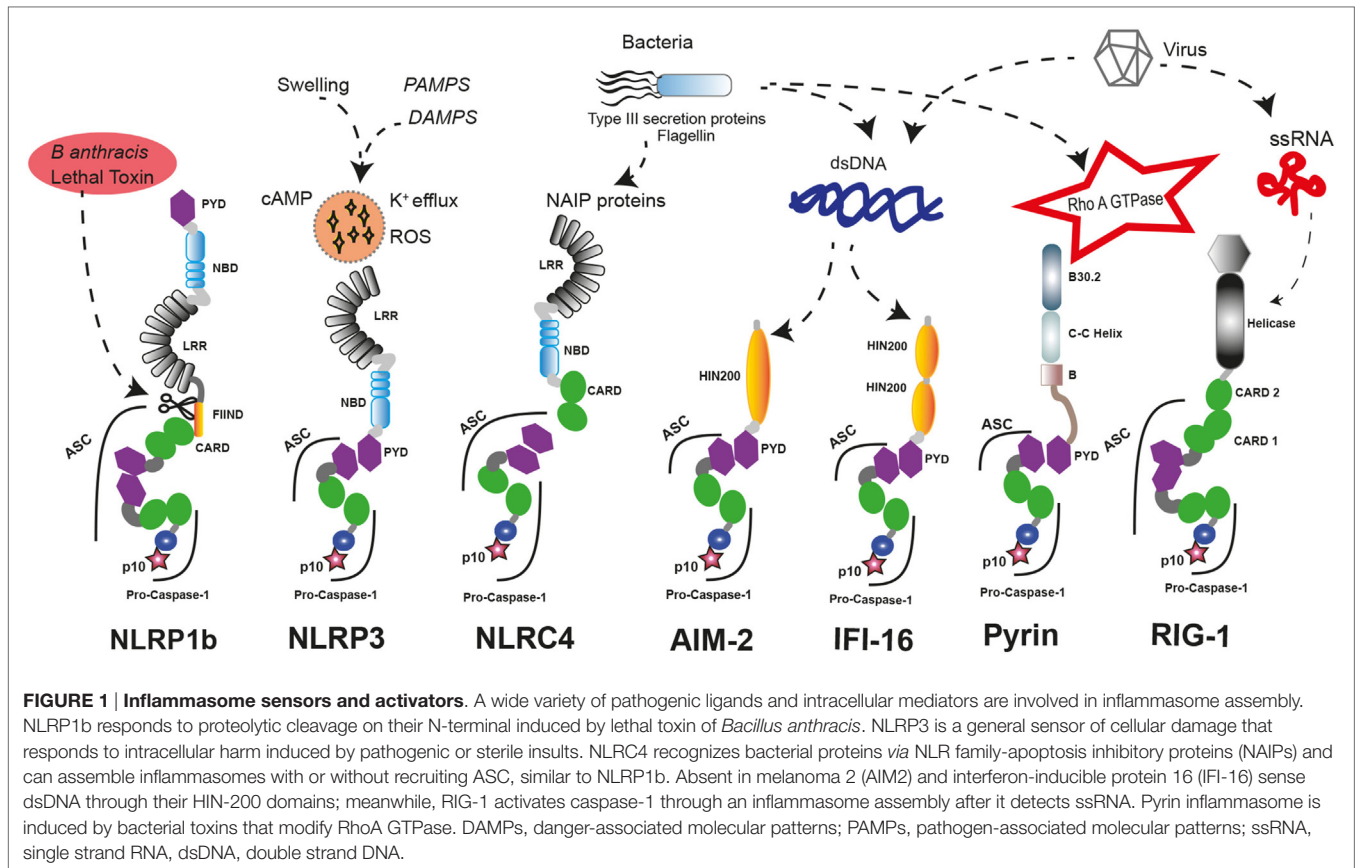 Bacteria
Virus
Swelling
PAMPS
DAMPS
Type III secretion proteins
Flagellin
ssRNA
B anthracis
Lethal Toxin
dsDNA
PYD
cAMP
K+ efflux
ROS
NAIP proteins
Rho A GTPase
NBD
LRR
LRR
LRR
B30.2
Helicase
C-C Helix
HIN200
HIN200
HIN200
NBD
NBD
B
CARD
CARD 2
FIIND
CARD
CARD 1
ASC
ASC
ASC
ASC
ASC
ASC
ASC
PYD
PYD
PYD
PYD
p10
p10
p10
p10
p10
p10
p10
Pro-Caspase-1
Pro-Caspase-1
Pro-Caspase-1
Pro-Caspase-1
Pro-Caspase-1
Pro-Caspase-1
Pro-Caspase-1
NLRP1b
NLRP3
NLRC4
AIM-2
IFI-16
Pyrin
RIG-1
FIGURE 1 | Inflammasome sensors and activators. A wide variety of pathogenic ligands and intracellular mediators are involved in inflammasome assembly.
NLRP1b responds to proteolytic cleavage on their N-terminal induced by lethal toxin of Bacillus anthracis. NLRP3 is a general sensor of cellular damage that
responds to intracellular harm induced by pathogenic or sterile insults. NLRC4 recognizes bacterial proteins via NLR family-apoptosis inhibitory proteins (NAIPs) and
can assemble inflammasomes with or without recruiting ASC, similar to NLRP1b. Absent in melanoma 2 (AIM2) and interferon-inducible protein 16 (IFI-16) sense
dsDNA through their HIN-200 domains; meanwhile, RIG-1 activates caspase-1 through an inflammasome assembly after it detects ssRNA. Pyrin inflammasome is
induced by bacterial toxins that modify RhoA GTPase. DAMPs, danger-associated molecular patterns; PAMPs, pathogen-associated molecular patterns; ssRNA,
single strand RNA, dsDNA, double strand DNA.